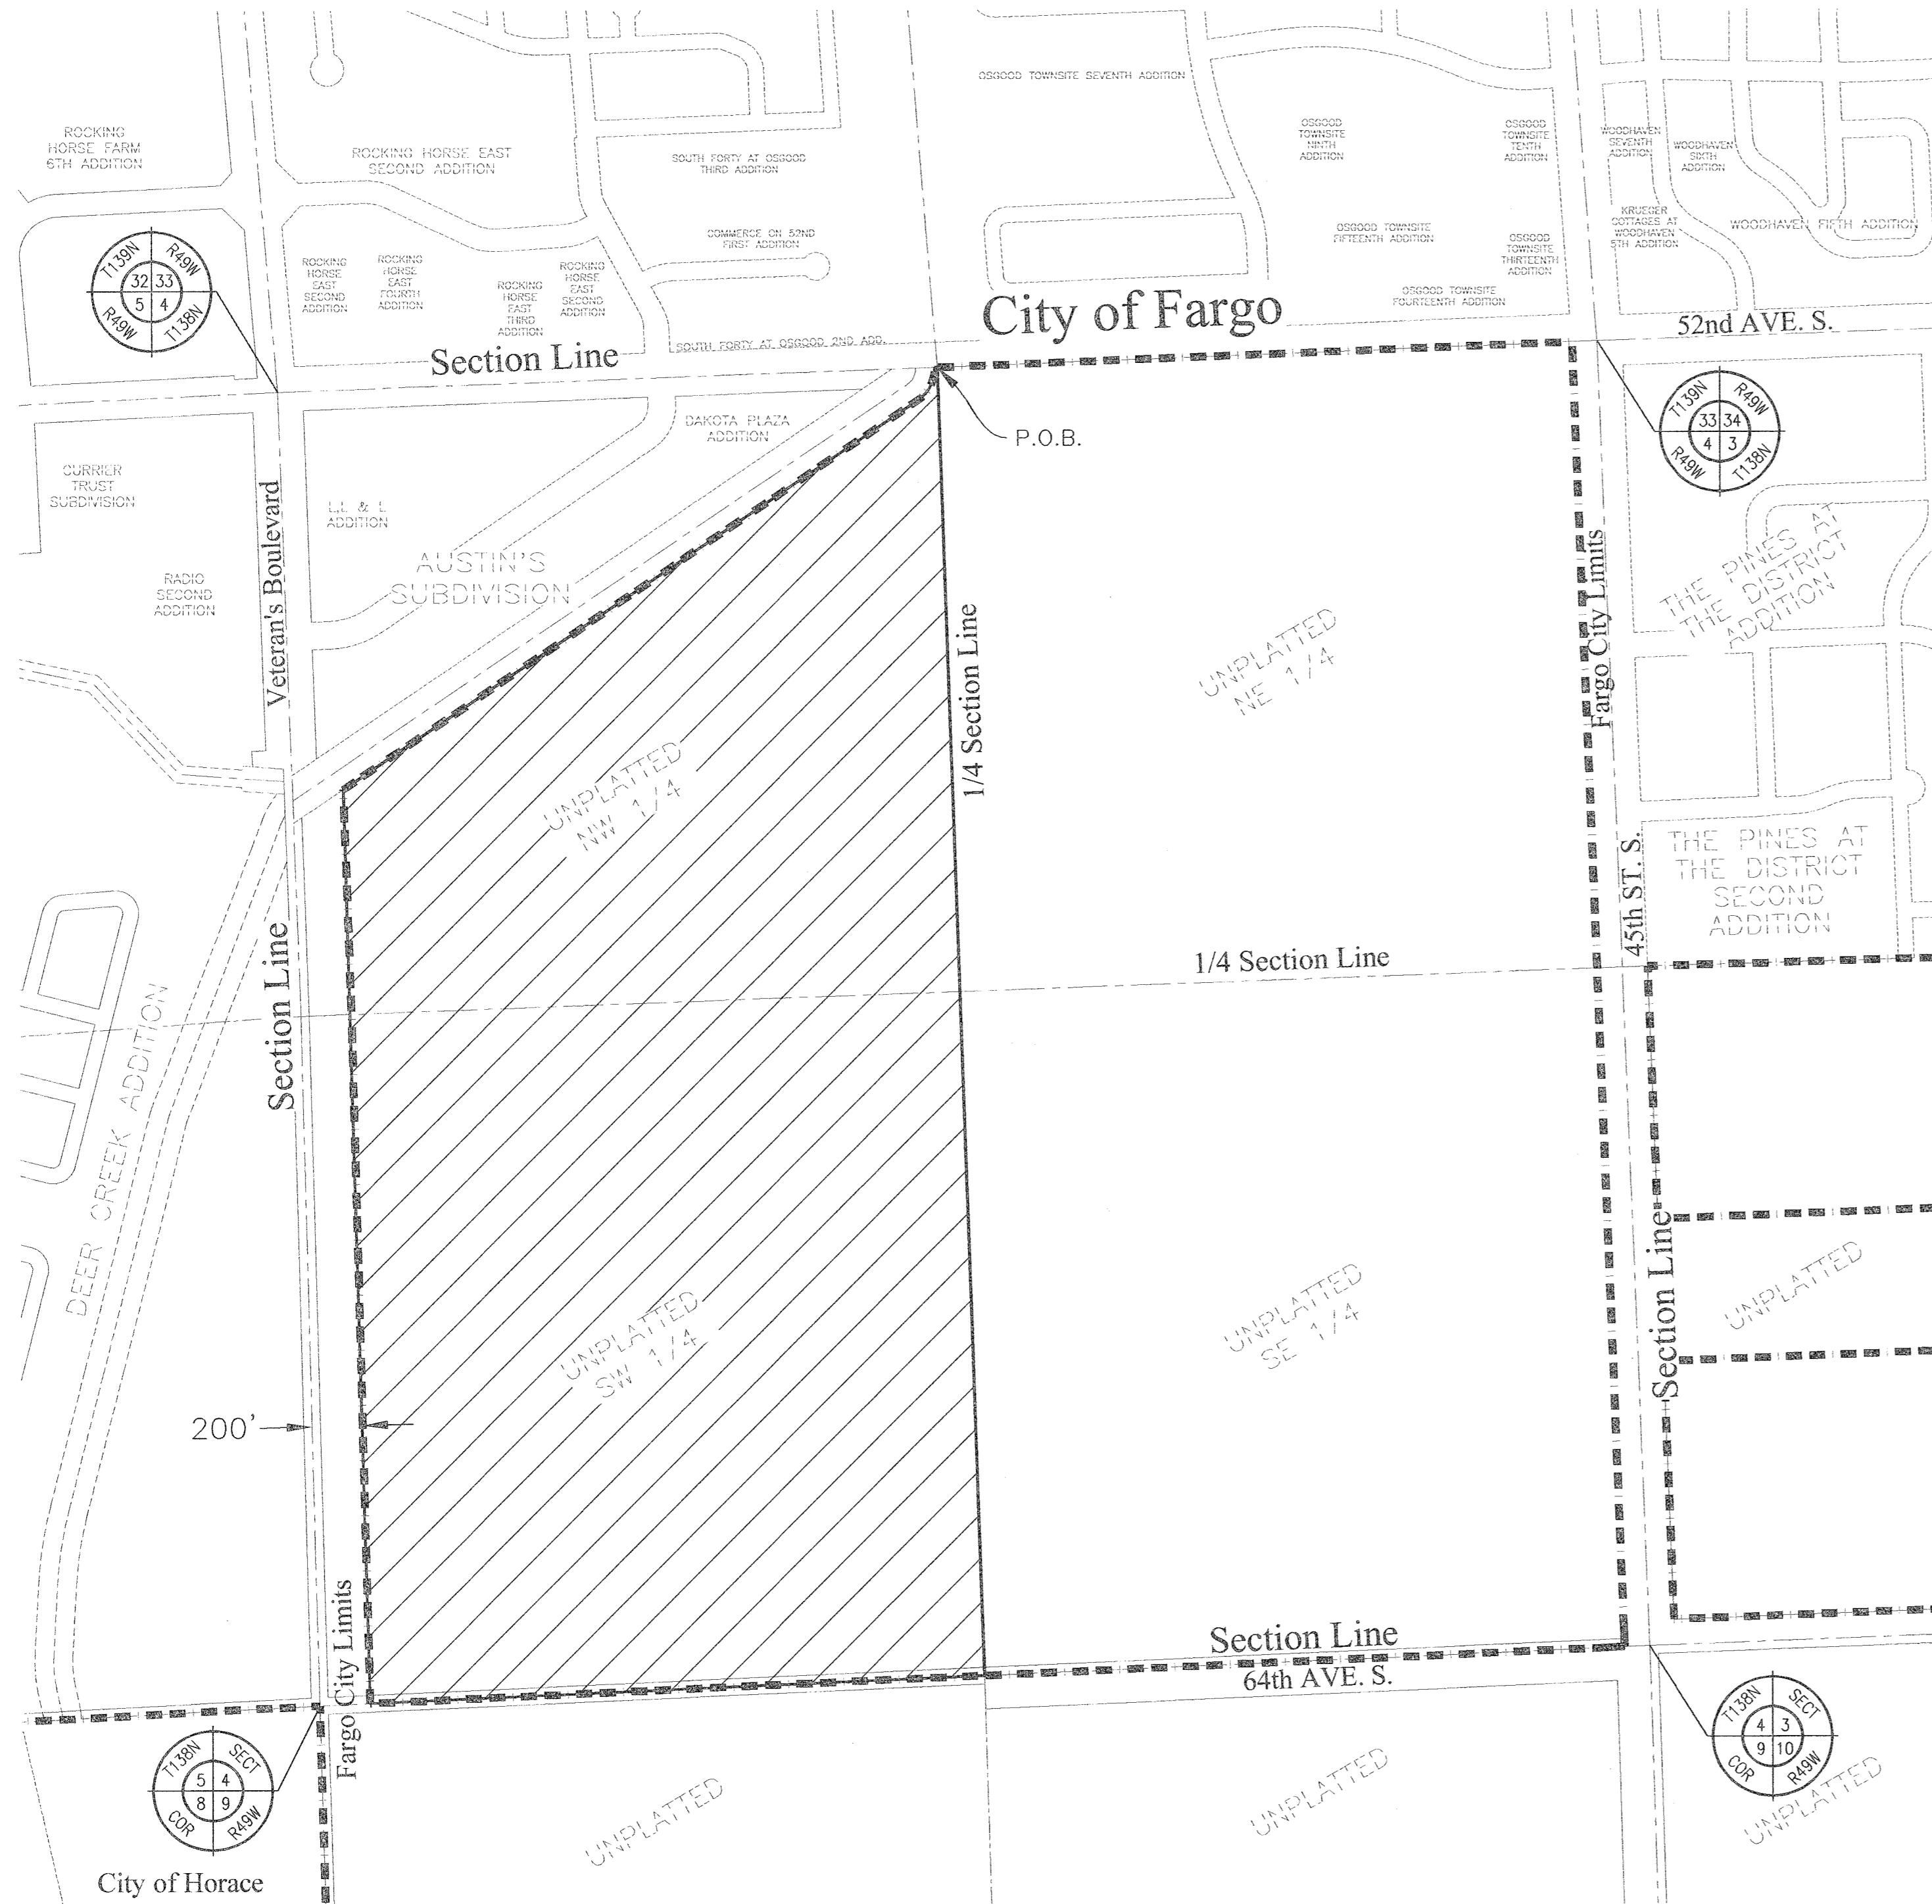 OSGOOD TOWNSITE SEVENTH ADDITION
ROCKING
HORSE FARM
6TH ADDITION
ROCKING HORSE EAST
SECOND ADDITION
SOUTH FORTY AT OSGOOD
THIRD ADDITION
OSGOOD
TOWNSITE
NINTH
ADDITION
OSGOOD
TOWNSITE
TENTH
ADDITION
WOODHAVEN
SEVENTH
ADDITION
WOODHAVEN
SIXTH
ADDITION
COMMERCE ON 52ND
FIRST ADDITION
OSGOOD TOWNSITE
FIFTEENTH ADDITION
OSGOOD
TOWNSITE
THIRTEENTH
ADDITION
KRUEGER
COTTAGES AT
WOODHAVEN
5TH ADDITION
WOODHAVEN FIFTH ADDITION
T139N R49W
32 33
5 4
R49W T138N
ROCKING
HORSE
EAST
SECOND
ADDITION
ROCKING
HORSE
EAST
FOURTH
ADDITION
ROCKING
HORSE
EAST
THIRD
ADDITION
ROCKING
HORSE
EAST
SECOND
ADDITION
OSGOOD TOWNSITE
FOURTEENTH ADDITION
City of Fargo
52nd AVE. S.
Section Line
SOUTH FORTY AT OSGOOD 2ND ADD.
T139N R49W
33 34
4 3
R49W T138N
DAKOTA PLAZA
ADDITION
P.O.B.
CURRIER
TRUST
SUBDIVISION
L,L & L
ADDITION
Veteran's Boulevard
AUSTIN'S
SUBDIVISION
RADIO
SECOND
ADDITION
Fargo City Limits
THE PINES AT
THE DISTRICT
ADDITION
UNPLATTED
NE 1/4
1/4 Section Line
UNPLATTED
NW 1/4
THE PINES AT
THE DISTRICT
SECOND
ADDITION
45th ST. S.
Section Line
1/4 Section Line
DEER CREEK ADDITION
UNPLATTED
SW 1/4
UNPLATTED
SE 1/4
Section Line
UNPLATTED
200'
Fargo City Limits
Section Line
64th AVE. S.
T138N SECT
5 4
8 9
COR R49W
T138N SECT
4 3
9 10
COR R49W
UNPLATTED
UNPLATTED
UNPLATTED
City of Horace